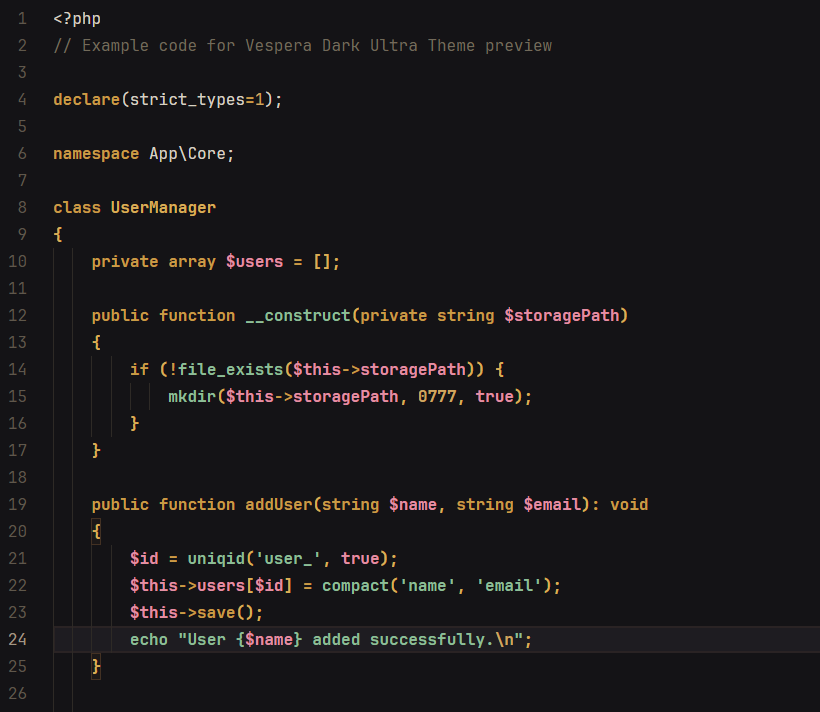 1 <?php
2 // Example code for Vespera Dark Ultra Theme preview
3
4 declare(strict_types=1);
5
6 namespace App\Core;
7
8 class UserManager
9 {
10     private array $users = [];
11
12     public function __construct(private string $storagePath)
13     {
14         if (!file_exists($this->storagePath)) {
15             mkdir($this->storagePath, 0777, true);
16         }
17     }
18
19     public function addUser(string $name, string $email): void
20     {
21         $id = uniqid('user_', true);
22         $this->users[$id] = compact('name', 'email');
23         $this->save();
24         echo "User {$name} added successfully.\n";
25     }
26